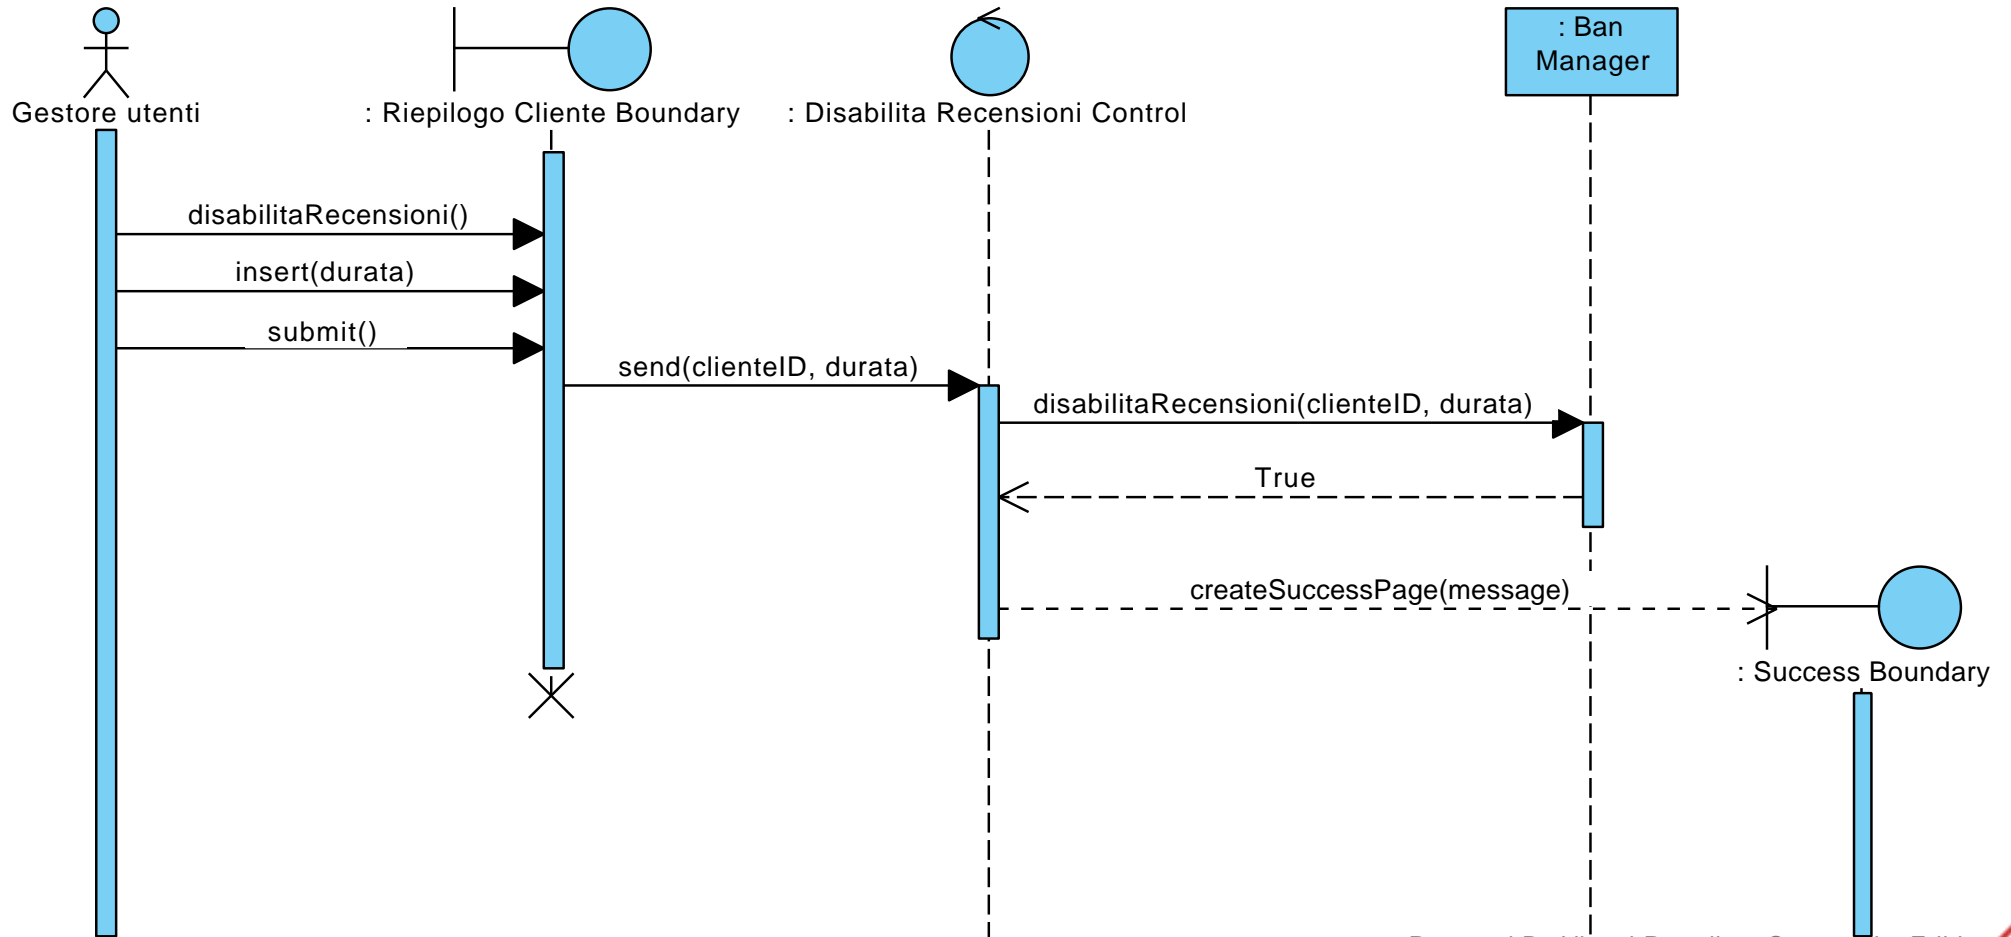 : Ban
Manager
Gestore utenti
: Riepilogo Cliente Boundary
: Disabilita Recensioni Control
disabilitaRecensioni()
insert(durata)
submit()
send(clienteID, durata)
disabilitaRecensioni(clienteID, durata)
True
createSuccessPage(message)
: Success Boundary